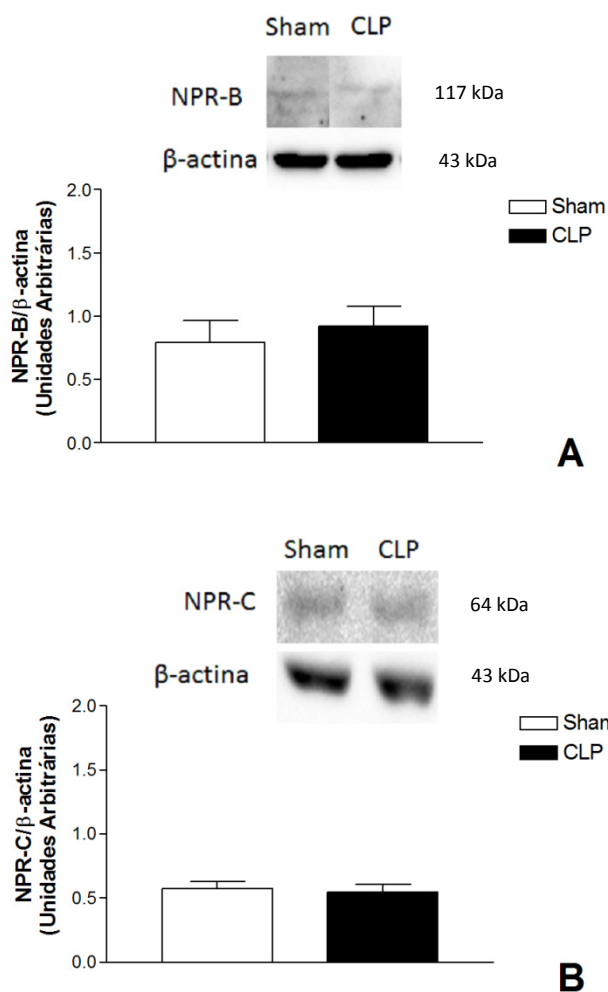 Sham CLP
NPR-B 117 kDa
β-actina 43 kDa
2.0
1.5
1.0
0.5
0.0
NPR-B/β-actina
(Unidades Arbitrárias)
Sham
CLP
A
Sham CLP
NPR-C 64 kDa
β-actina 43 kDa
2.0
1.5
1.0
0.5
0.0
NPR-C/β-actina
(Unidades Arbitrárias)
Sham
CLP
B